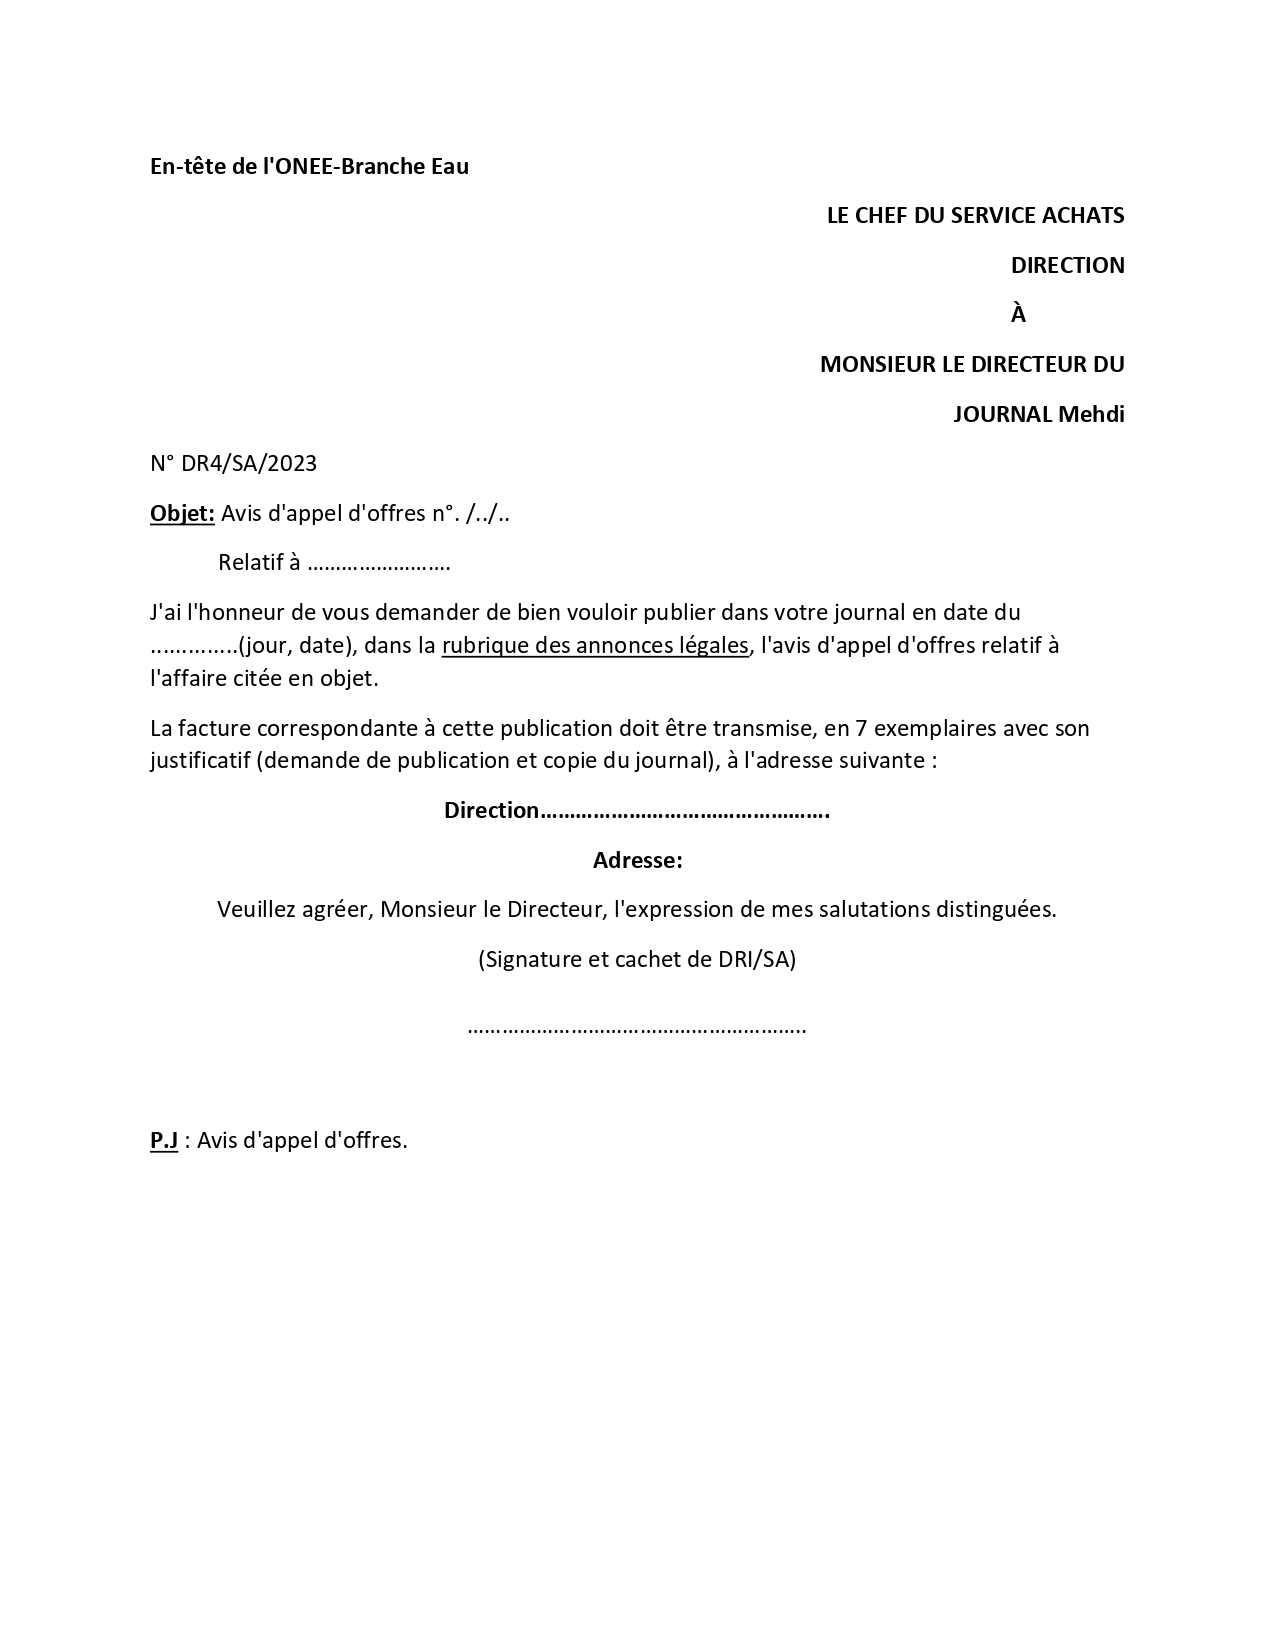 En-tête de l'ONEE-Branche Eau
LE CHEF DU SERVICE ACHATS
DIRECTION
À
MONSIEUR LE DIRECTEUR DU
JOURNAL Mehdi
N° DR4/SA/2023
Objet: Avis d'appel d'offres n°. /../..
Relatif à …………………….
J'ai l'honneur de vous demander de bien vouloir publier dans votre journal en date du
..............(jour, date), dans la rubrique des annonces légales, l'avis d'appel d'offres relatif à
l'affaire citée en objet.
La facture correspondante à cette publication doit être transmise, en 7 exemplaires avec son
justificatif (demande de publication et copie du journal), à l'adresse suivante :
Direction………………………………………….
Adresse:
Veuillez agréer, Monsieur le Directeur, l'expression de mes salutations distinguées.
(Signature et cachet de DRI/SA)
…………………………………………………..
P.J : Avis d'appel d'offres.